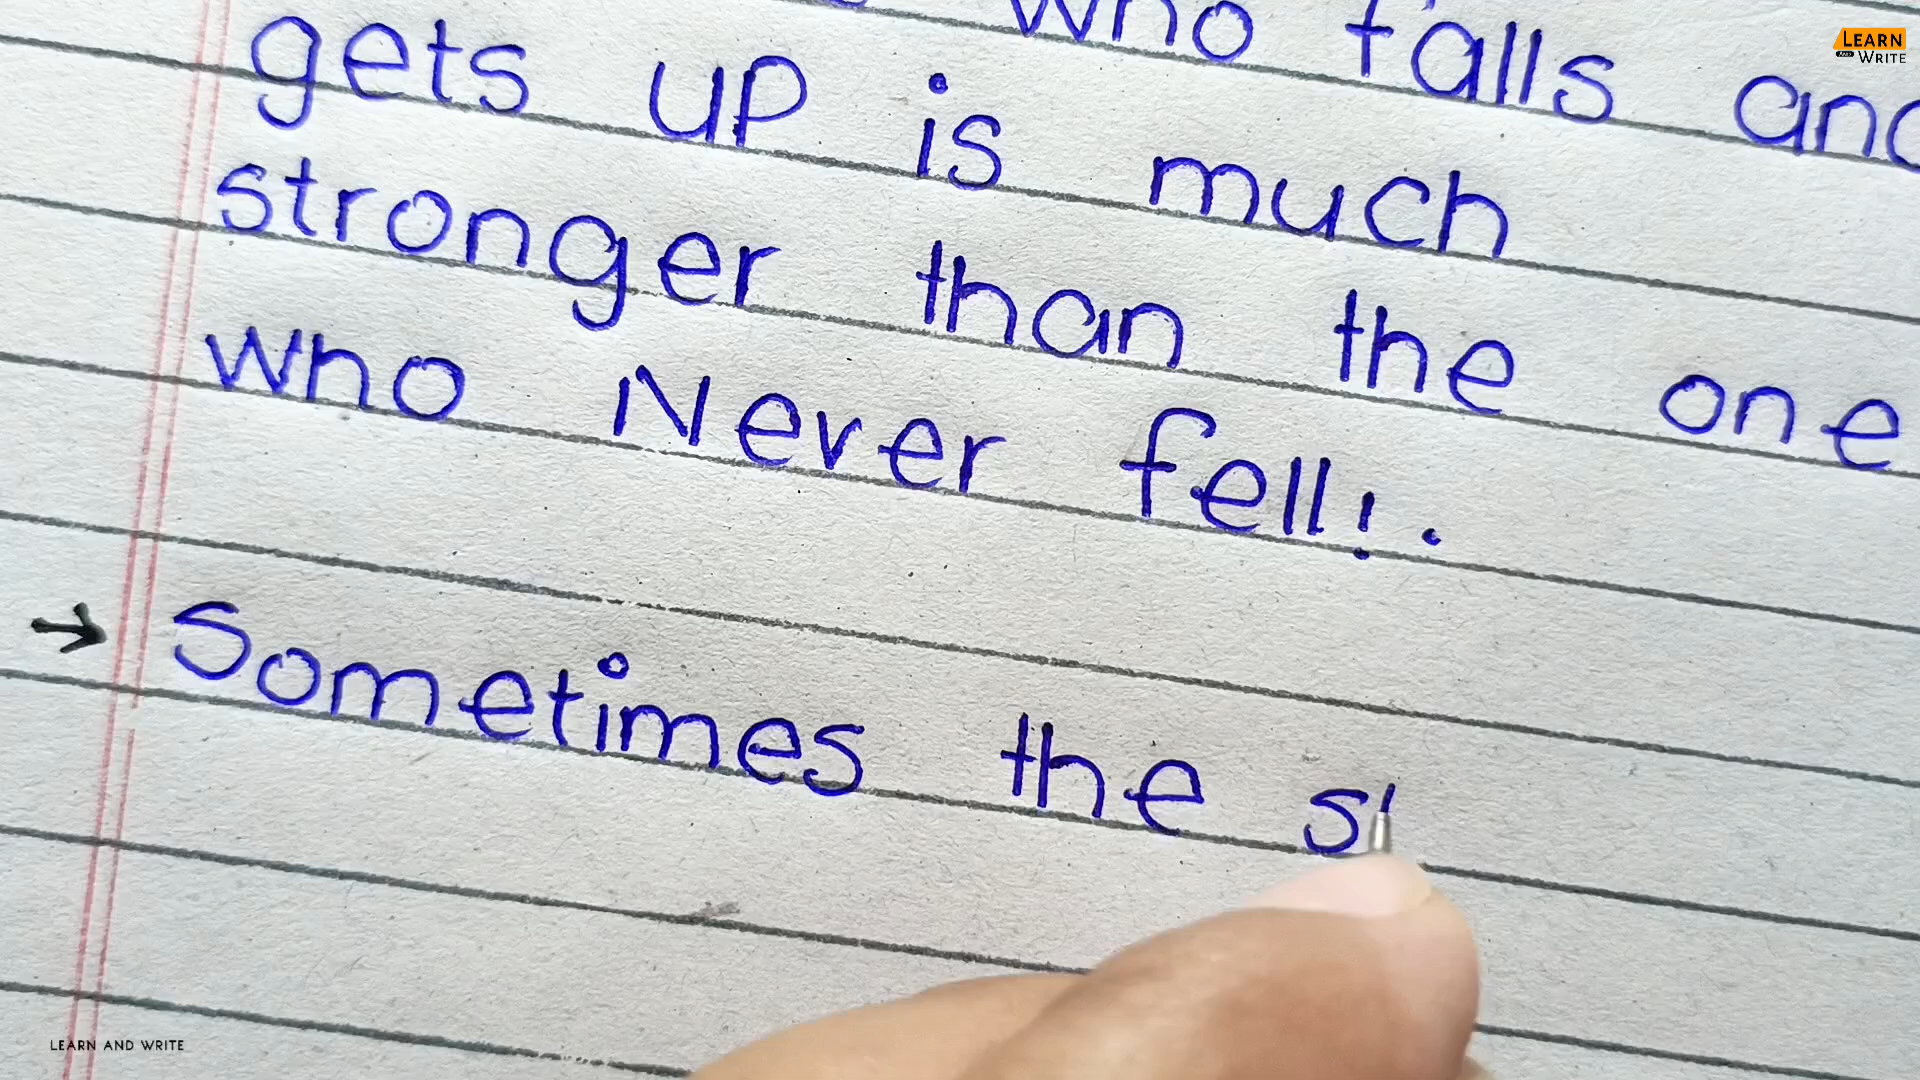 who falls and
gets up is much
stronger than the one
who Never fell!.
→ Sometimes the s
LEARN
AND WRITE
LEARN AND WRITE